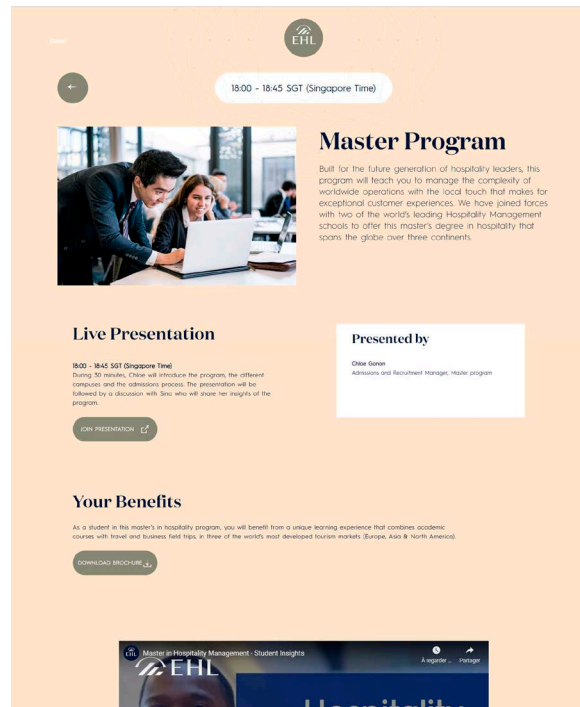 EHL
18:00 - 18:45 SGT (Singapore Time)
Master Program
Built for the future generation of hospitality leaders, this
program will teach you to manage the complexity of
worldwide operations with the local touch that makes for
exceptional customer experiences. We have joined forces
with two of the world's leading Hospitality Management
schools to offer this master's degree in hospitality that
spans the globe over three continents.
Live Presentation
18:00 - 18:45 SGT (Singapore Time)
During 30 minutes, Chloe will introduce the program, the different
campuses and the admissions process. The presentation will be
followed by a discussion with Sina who will share her insights of the
program.
JOIN PRESENTATION
Presented by
Chloe Gonon
Admissions and Recruitment Manager, Master program
Your Benefits
As a student in this master's in hospitality program, you will benefit from a unique learning experience that combines academic
courses with travel and business field trips, in three of the world's most developed tourism markets (Europe, Asia & North America).
DOWNLOAD BROCHURE
EHL
Master in Hospitality Management - Student Insights
À regarder ...
Partager
EHL
Hospitality